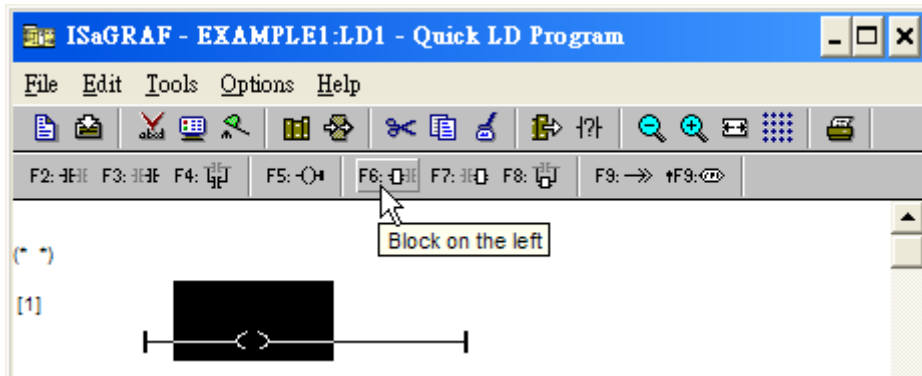 ISaGRAF - EXAMPLE1:LD1 - Quick LD Program
File Edit Tools Options Help
abcd
F2: F3: F4: F5: F6: F7: F8: F9: F9:
Block on the left
(* *)
[1]